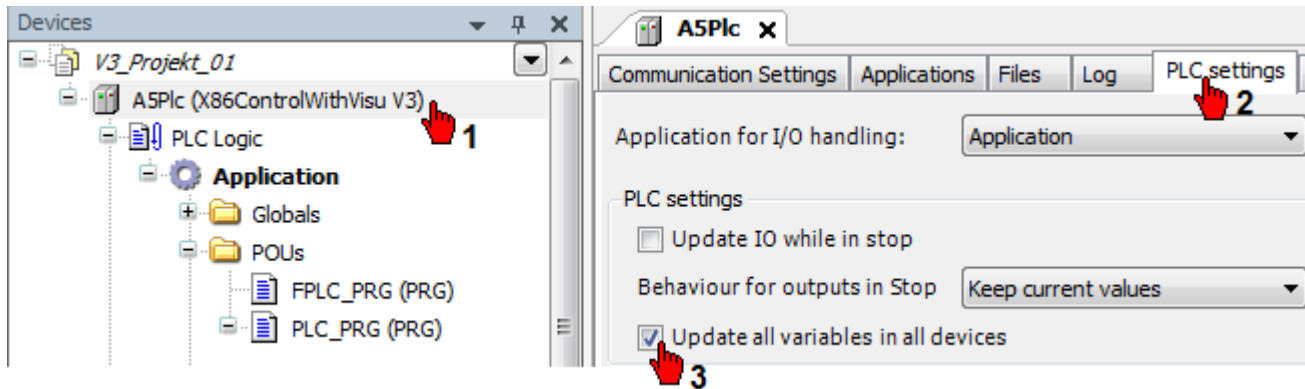 Devices
V3_Projekt_01
A5Plc (X86ControlWithVisu V3)
1
PLC Logic
Application
Globals
POUs
FPLC_PRG (PRG)
PLC_PRG (PRG)
A5Plc
Communication Settings Applications Files Log PLC settings
2
Application for I/O handling: Application
PLC settings
Update IO while in stop
Behaviour for outputs in Stop Keep current values
Update all variables in all devices
3